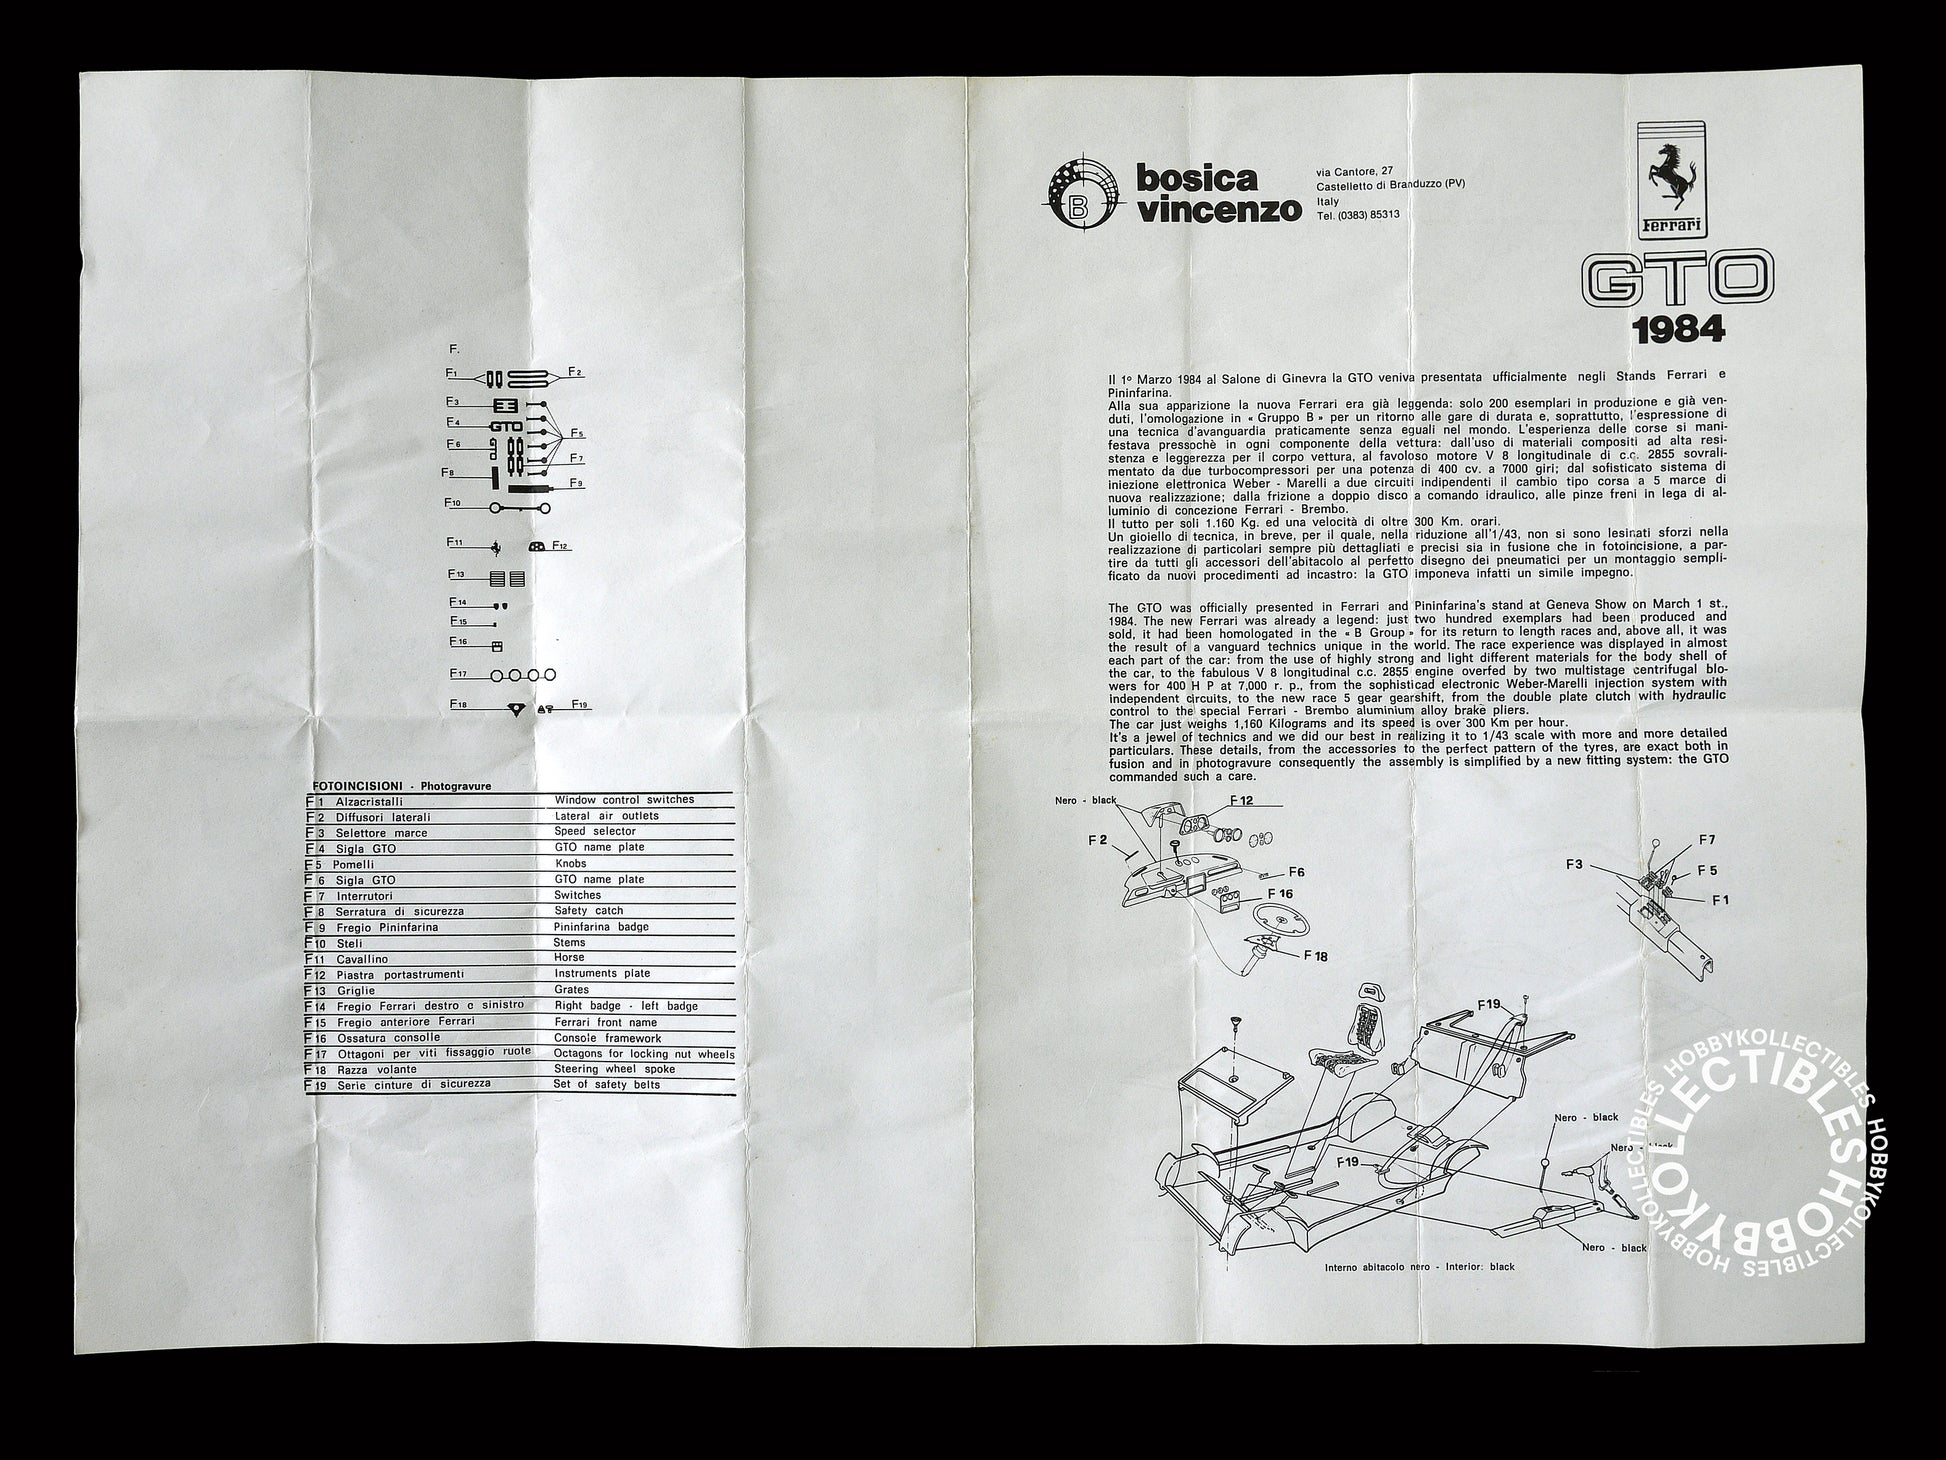 F.
F1
F2
F3
F4
GTO
F5
F6
F7
F8
F9
F10
F11
F12
F13
F14
F15
F16
F17
F18
F19
FOTOINCISIONI - Photogravure
F 1 Alzacristalli Window control switches
F 2 Diffusori laterali Lateral air outlets
F 3 Selettore marce Speed selector
F 4 Sigla GTO GTO name plate
F 5 Pomelli Knobs
F 6 Sigla GTO GTO name plate
F 7 Interrutori Switches
F 8 Serratura di sicurezza Safety catch
F 9 Fregio Pininfarina Pininfarina badge
F10 Steli Stems
F11 Cavallino Horse
F12 Piastra portastrumenti Instruments plate
F13 Griglie Grates
F14 Fregio Ferrari destro e sinistro Right badge - left badge
F15 Fregio anteriore Ferrari Ferrari front name
F16 Ossatura consolle Console framework
F17 Ottagoni per viti fissaggio ruote Octagons for locking nut wheels
F18 Razza volante Steering wheel spoke
F19 Serie cinture di sicurezza Set of safety belts
B
bosica
vincenzo
via Cantore, 27
Castelletto di Branduzzo (PV)
Italy
Tel. (0383) 85313
Ferrari
GTO
1984
Il 1º Marzo 1984 al Salone di Ginevra la GTO veniva presentata ufficialmente negli Stands Ferrari e
Pininfarina.
Alla sua apparizione la nuova Ferrari era già leggenda: solo 200 esemplari in produzione e già ven-
duti, l'omologazione in « Gruppo B » per un ritorno alle gare di durata e, soprattutto, l'espressione di
una tecnica d'avanguardia praticamente senza eguali nel mondo. L'esperienza delle corse si mani-
festava pressochè in ogni componente della vettura: dall'uso di materiali compositi ad alta resi-
stenza e leggerezza per il corpo vettura, al favoloso motore V 8 longitudinale di c.c. 2855 sovrali-
mentato da due turbocompressori per una potenza di 400 cv. a 7000 giri; dal sofisticato sistema di
iniezione elettronica Weber - Marelli a due circuiti indipendenti il cambio tipo corsa a 5 marce di
nuova realizzazione; dalla frizione a doppio disco a comando idraulico, alle pinze freni in lega di al-
luminio di concezione Ferrari - Brembo.
Il tutto per soli 1.160 Kg. ed una velocità di oltre 300 Km. orari.
Un gioiello di tecnica, in breve, per il quale, nella riduzione all'1/43, non si sono lesinati sforzi nella
realizzazione di particolari sempre più dettagliati e precisi sia in fusione che in fotoincisione, a par-
tire da tutti gli accessori dell'abitacolo al perfetto disegno dei pneumatici per un montaggio sempli-
ficato da nuovi procedimenti ad incastro: la GTO imponeva infatti un simile impegno.
The GTO was officially presented in Ferrari and Pininfarina's stand at Geneva Show on March 1 st.,
1984. The new Ferrari was already a legend: just two hundred exemplars had been produced and
sold, it had been homologated in the « B Group » for its return to length races and, above all, it was
the result of a vanguard technics unique in the world. The race experience was displayed in almost
each part of the car: from the use of highly strong and light different materials for the body shell of
the car, to the fabulous V 8 longitudinal c.c. 2855 engine overfed by two multistage centrifugal blo-
wers for 400 H P at 7,000 r. p., from the sophisticad electronic Weber-Marelli injection system with
independent circuits, to the new race 5 gear gearshift, from the double plate clutch with hydraulic
control to the special Ferrari - Brembo aluminium alloy brake pliers.
The car just weighs 1,160 Kilograms and its speed is over 300 Km per hour.
It's a jewel of technics and we did our best in realizing it to 1/43 scale with more and more detailed
particulars. These details, from the accessories to the perfect pattern of the tyres, are exact both in
fusion and in photogravure consequently the assembly is simplified by a new fitting system: the GTO
commanded such a care.
Nero - black
F 12
F 2
F6
F 16
F 18
F 7
F3
F 5
F 1
F19
F19
Nero - black
Nero -
Nero - black
Interno abitacolo nero - Interior: black
HOBBYKOLLECTIBLES HOBBYKOLLECTIBLES HOBBYKOLLECTIBLES
HOBBYKOLLECTIBLES